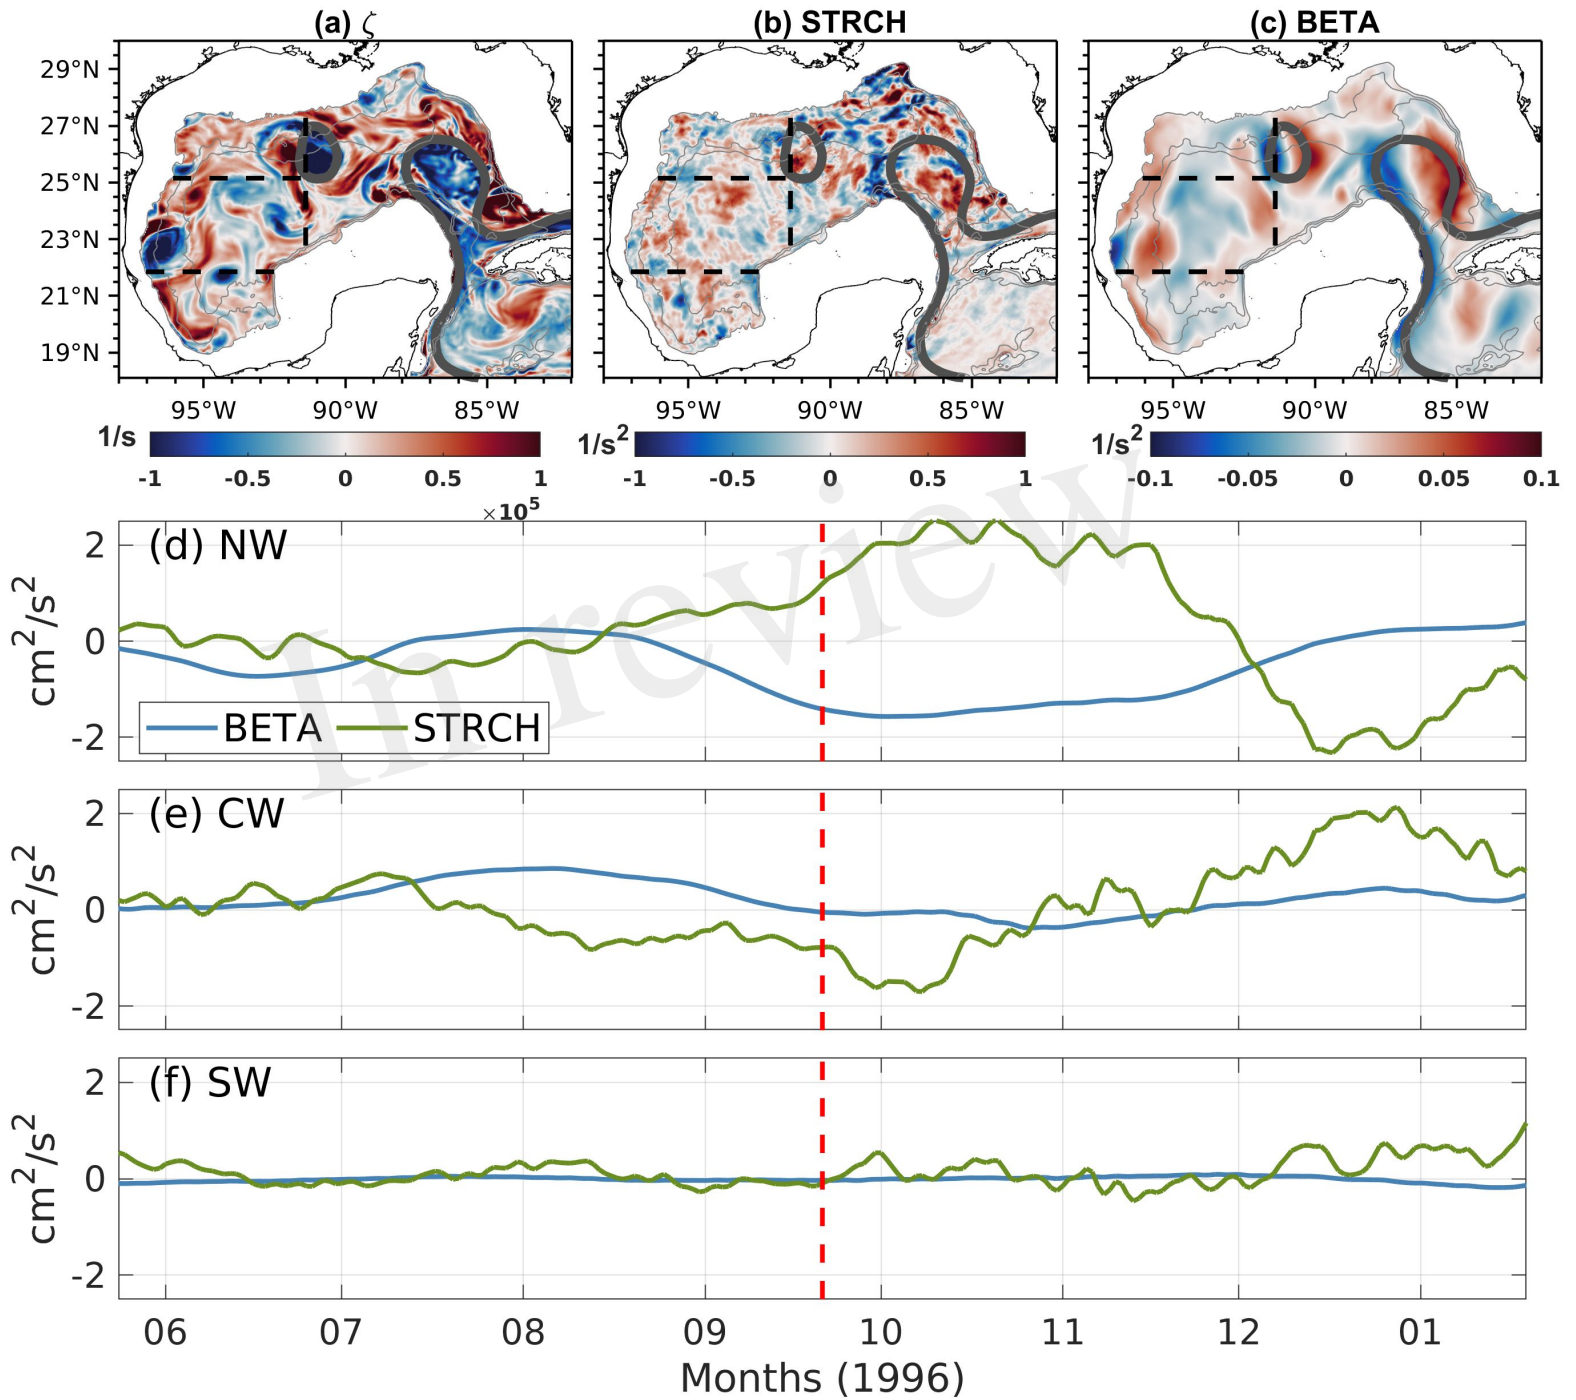 (a) ζ
(b) STRCH
(c) BETA
29°N
27°N
25°N
23°N
21°N
19°N
95°W 90°W 85°W
95°W 90°W 85°W
95°W 90°W 85°W
1/s
-1 -0.5 0 0.5 1
×10⁵
1/s²
-1 -0.5 0 0.5 1
1/s²
-0.1 -0.05 0 0.05 0.1
In review
(d) NW
cm²/s²
2
0
-2
BETA STRCH
(e) CW
cm²/s²
2
0
-2
(f) SW
cm²/s²
2
0
-2
06 07 08 09 10 11 12 01
Months (1996)